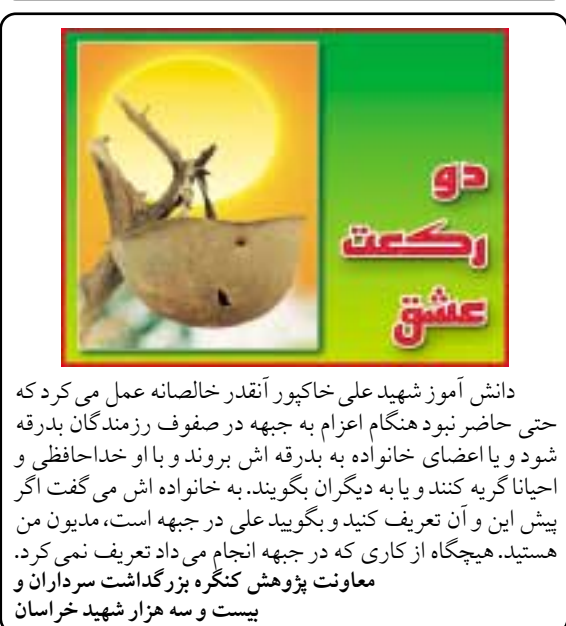 دو
رکعت
عشق
دانش آموز شهید علی خاکپور آنقدر خالصانه عمل می کرد که
حتی حاضر نبود هنگام اعزام به جبهه در صفوف رزمندگان بدرقه
شود و یا اعضای خانواده به بدرقه اش بروند و با او خداحافظی و
احیانا گریه کنند و یا به دیگران بگویند. به خانواده اش می گفت اگر
پیش این و آن تعریف کنید و بگویید علی در جبهه است، مدیون من
هستید. هیچگاه از کاری که در جبهه انجام می داد تعریف نمی کرد.
معاونت پژوهش کنگره بزرگداشت سرداران و
بیست و سه هزار شهید خراسان